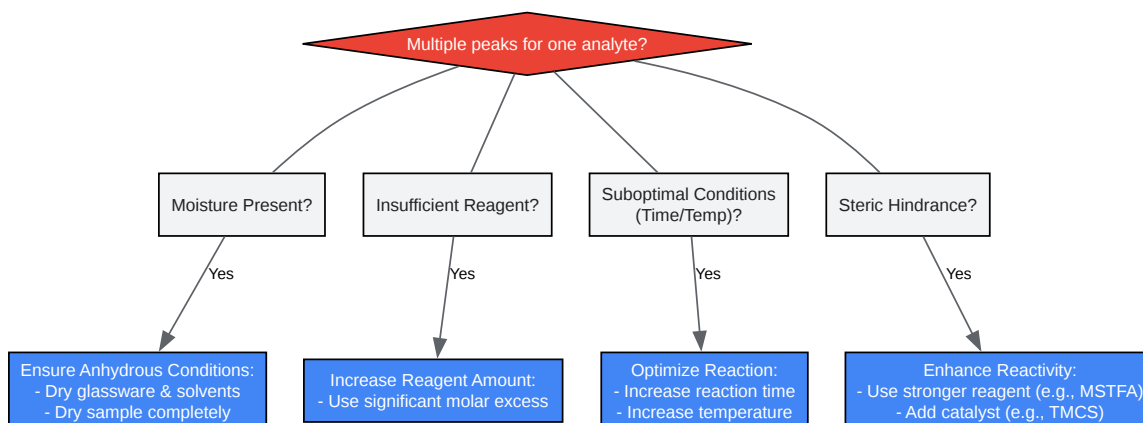 Multiple peaks for one analyte?
Moisture Present?
Insufficient Reagent?
Suboptimal Conditions
(Time/Temp)?
Steric Hindrance?
Yes
Yes
Yes
Yes
Ensure Anhydrous Conditions:
- Dry glassware & solvents
- Dry sample completely
Increase Reagent Amount:
- Use significant molar excess
Optimize Reaction:
- Increase reaction time
- Increase temperature
Enhance Reactivity:
- Use stronger reagent (e.g., MSTFA)
- Add catalyst (e.g., TMCS)